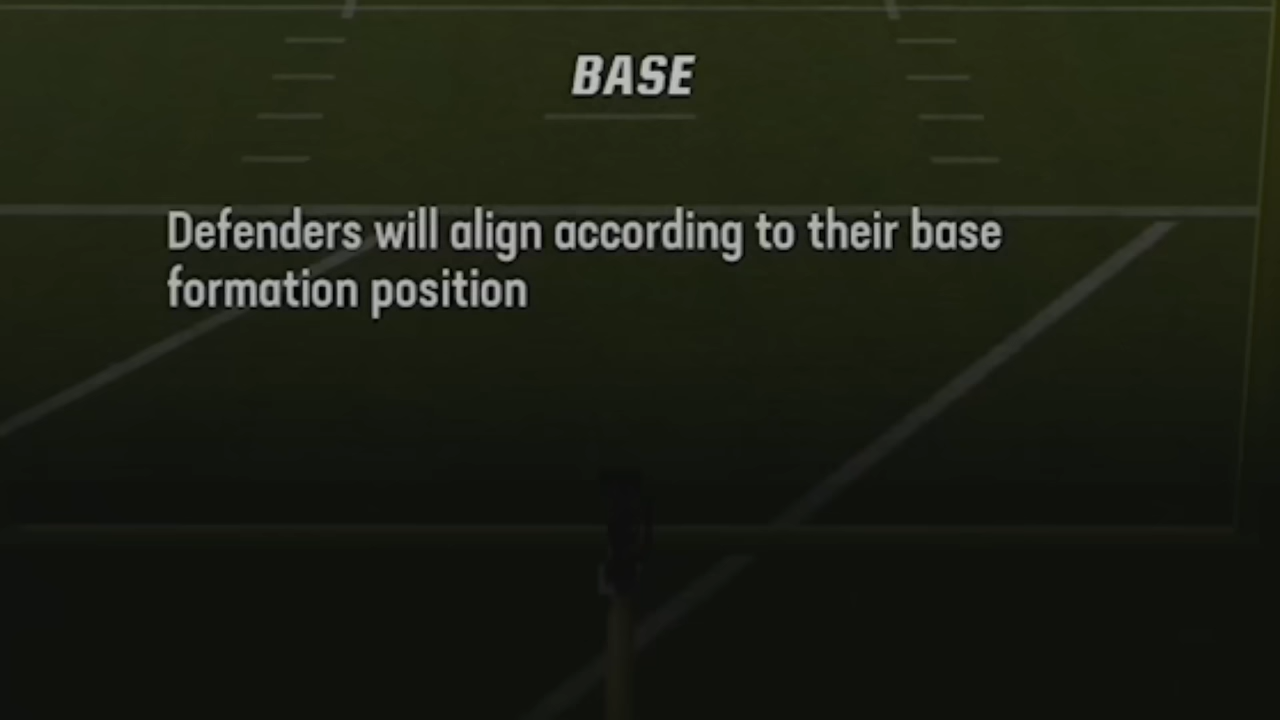 BASE
Defenders will align according to their base
formation position